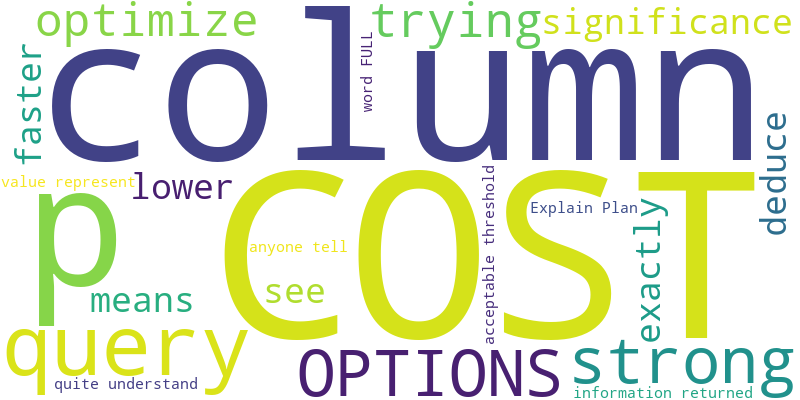 optimize
trying
significance
faster
column
word FULL
value represent
lower
p
COST
deduce
Explain Plan
acceptable threshold
exactly
anyone tell
see
means
query
OPTIONS
strong
quite understand
information returned